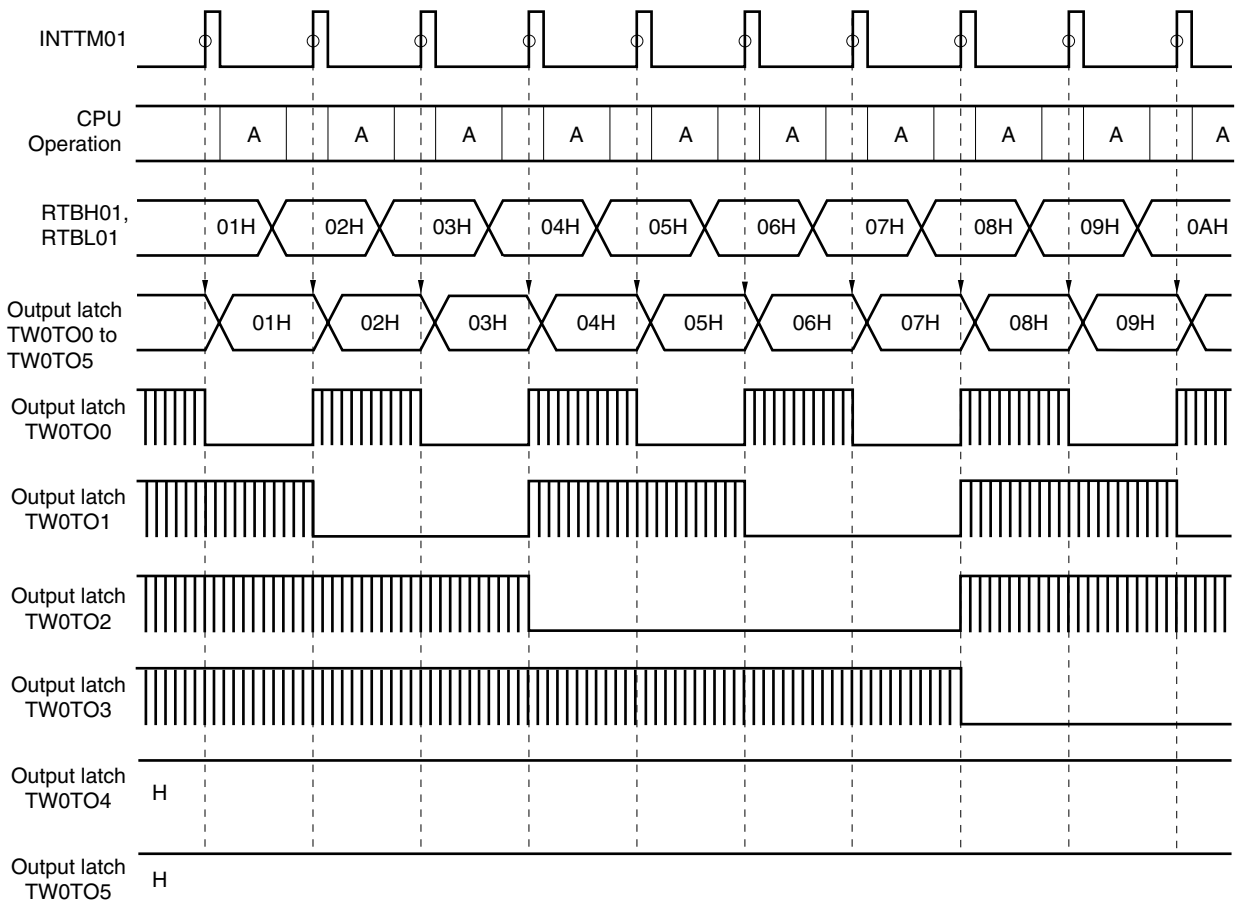 INTTM01
CPU
Operation
A A A A A A A A A A
RTBH01,
RTBL01
01H 02H 03H 04H 05H 06H 07H 08H 09H 0AH
Output latch
TW0TO0 to
TW0TO5
01H 02H 03H 04H 05H 06H 07H 08H 09H
Output latch
TW0TO0
Output latch
TW0TO1
Output latch
TW0TO2
Output latch
TW0TO3
Output latch
TW0TO4
H
Output latch
TW0TO5
H